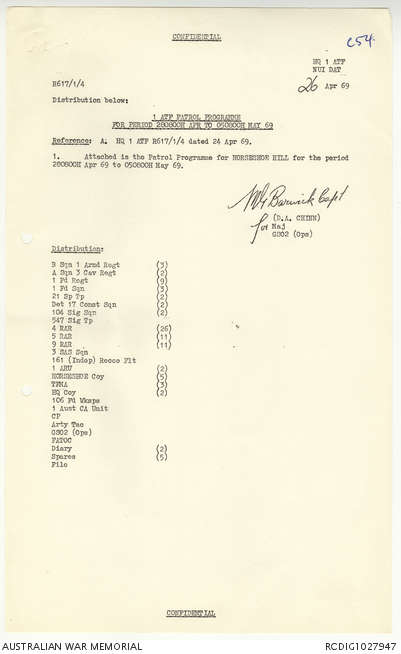 CONFIDENTIAL
C54
HQ 1 ATF
NUI DAT
R617/1/4
26 Apr 69
Distribution below:
1 ATF PATROL PROGRAMME
FOR PERIOD 280800H APR TO 050800H MAY 69
Reference: A. HQ 1 ATF R617/1/4 dated 24 Apr 69.
1. Attached is the Patrol Programme for HORSESHOE HILL for the period
280800H Apr 69 to 050800H May 69.
Barwick Capt
(D.A. CHINN)
for Maj
GSO2 (Ops)
Distribution:
B Sqn 1 Armd Regt (3)
A Sqn 3 Cav Regt (2)
1 Fd Regt (9)
1 Fd Sqn (3)
21 Sp Tp (2)
Det 17 Const Sqn (2)
104 Sig Sqn (2)
547 Sig Tp
4 RAR (26)
5 RAR (11)
9 RAR (11)
3 SAS Sqn
161 (Indep) Recce Flt
1 ARU (2)
HORSESHOE Coy (5)
TFMA (3)
HQ Coy (2)
106 Fd Wksps
1 Aust CA Unit
CP
Arty Tac
GSO2 (Ops)
FATOC
Diary (2)
Spares (5)
File
CONFIDENTIAL
AUSTRALIAN WAR MEMORIAL
RCDIG1027947